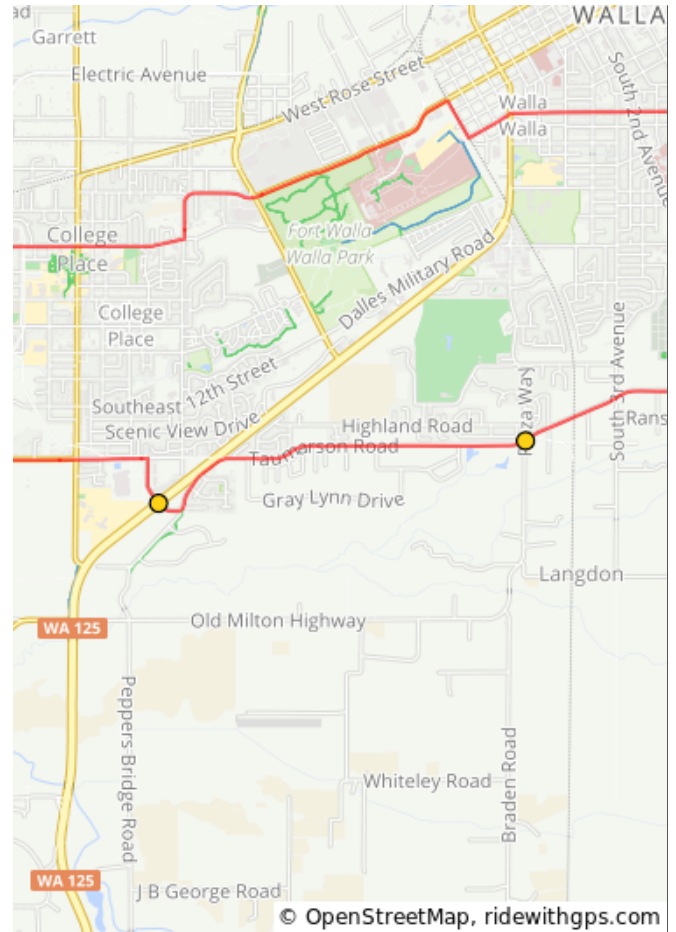 WALLA
ad
Garrett
Electric Avenue
West Rose Street
Walla
Walla
South 2nd Avenue
College
Place
Fort Walla
Walla Park
Dalles Military Road
College
Place
Southeast 12th Street
Scenic View Drive
Highland Road
Taumarson Road
Plaza Way
South 3rd Avenue
Rans
Gray Lynn Drive
Langdon
Old Milton Highway
WA 125
Peppers Bridge Road
Braden Road
Whiteley Road
WA 125
J B George Road
© OpenStreetMap, ridewithgps.com